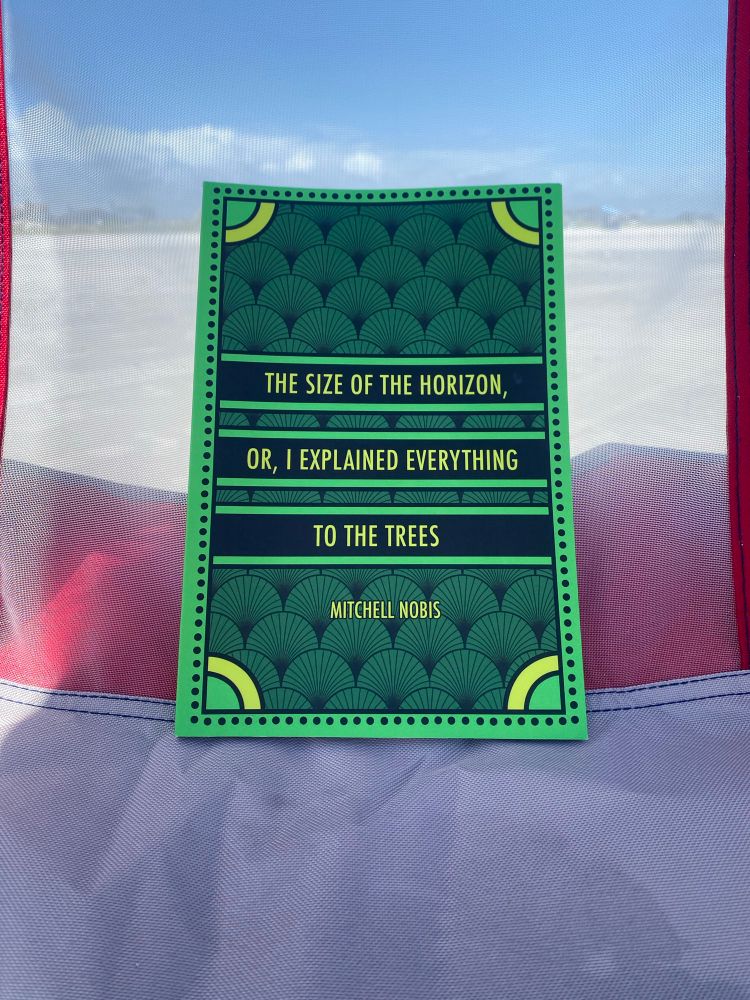 THE SIZE OF THE HORIZON,
OR, I EXPLAINED EVERYTHING
TO THE TREES
MITCHELL NOBIS